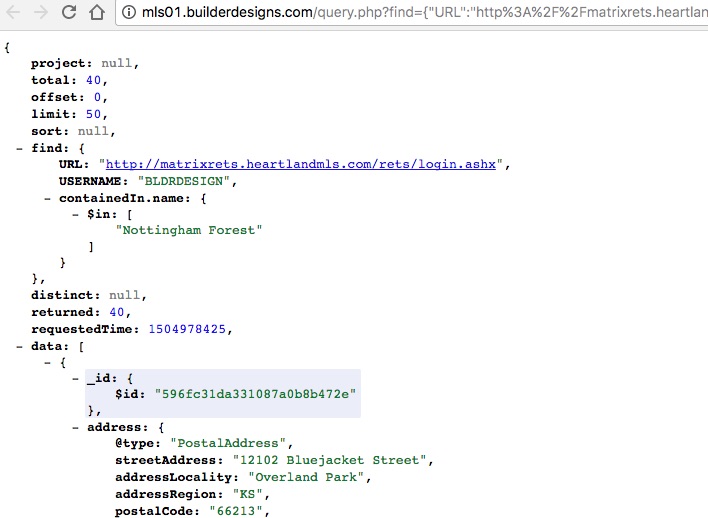 mls01.builderdesigns.com/query.php?find={"URL":"http%3A%2F%2Fmatrixrets.heartlan
{
project: null,
total: 40,
offset: 0,
limit: 50,
sort: null,
- find: {
URL: "http://matrixrets.heartlandmls.com/rets/login.ashx",
USERNAME: "BLDRDESIGN",
- containedIn.name: {
- $in: [
"Nottingham Forest"
]
}
},
distinct: null,
returned: 40,
requestedTime: 1504978425,
- data: [
- {
- _id: {
$id: "596fc31da331087a0b8b472e"
},
- address: {
@type: "PostalAddress",
streetAddress: "12102 Bluejacket Street",
addressLocality: "Overland Park",
addressRegion: "KS",
postalCode: "66213",